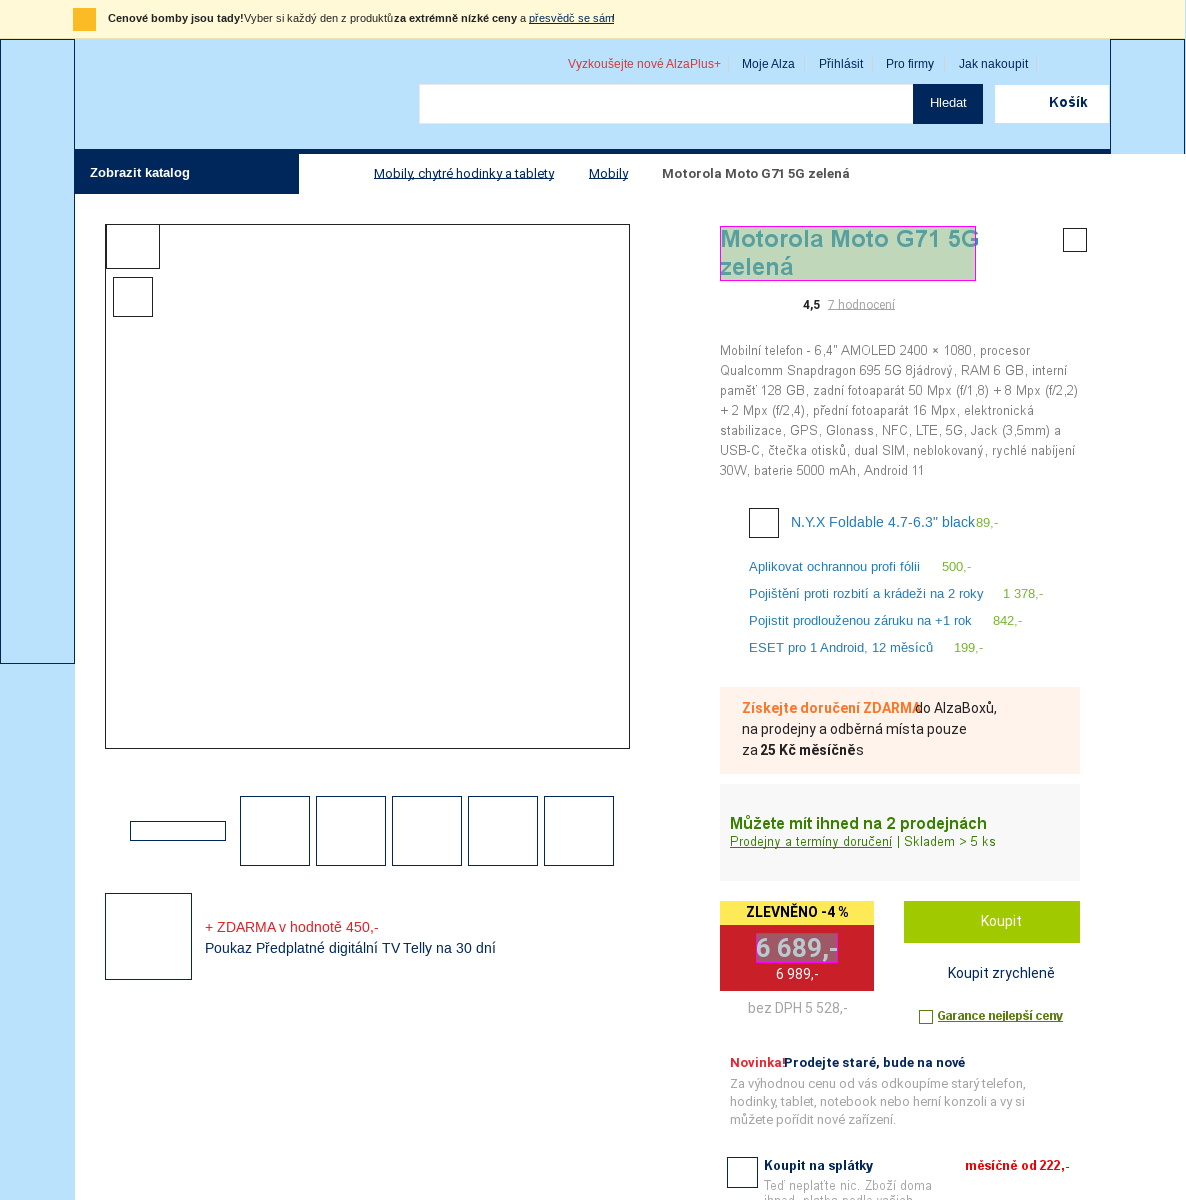 Cenové bomby jsou tady! Vyber si každý den z produktů za extrémně nízké ceny a přesvědč se sám!
Vyzkoušejte nové AlzaPlus+ Moje Alza Přihlásit Pro firmy Jak nakoupit
Hledat Košík
Zobrazit katalog Mobily, chytré hodinky a tablety Mobily Motorola Moto G71 5G zelená
Motorola Moto G71 5G
zelená
4,5 7 hodnocení
Mobilní telefon - 6,4" AMOLED 2400 × 1080, procesor
Qualcomm Snapdragon 695 5G 8jádrový, RAM 6 GB, interní
paměť 128 GB, zadní fotoaparát 50 Mpx (f/1,8) + 8 Mpx (f/2,2)
+ 2 Mpx (f/2,4), přední fotoaparát 16 Mpx, elektronická
stabilizace, GPS, Glonass, NFC, LTE, 5G, Jack (3,5mm) a
USB-C, čtečka otisků, dual SIM, neblokovaný, rychlé nabíjení
30W, baterie 5000 mAh, Android 11
N.Y.X Foldable 4.7-6.3" black 89,-
Aplikovat ochrannou profi fólii 500,-
Pojištění proti rozbití a krádeži na 2 roky 1 378,-
Pojistit prodlouženou záruku na +1 rok 842,-
ESET pro 1 Android, 12 měsíců 199,-
Získejte doručení ZDARMA do AlzaBoxů,
na prodejny a odběrná místa pouze
za 25 Kč měsíčně s
Můžete mít ihned na 2 prodejnách
Prodejny a termíny doručení | Skladem > 5 ks
+ ZDARMA v hodnotě 450,-
Poukaz Předplatné digitální TV Telly na 30 dní
ZLEVNĚNO -4 %
6 689,-
6 989,-
bez DPH 5 528,-
Koupit
Koupit zrychleně
Garance nejlepší ceny
Novinka! Prodejte staré, bude na nové
Za výhodnou cenu od vás odkoupíme starý telefon,
hodinky, tablet, notebook nebo herní konzoli a vy si
můžete pořídit nové zařízení.
Koupit na splátky měsíčně od 222,-
Teď neplaťte nic. Zboží doma
ihned, platba podle vašich